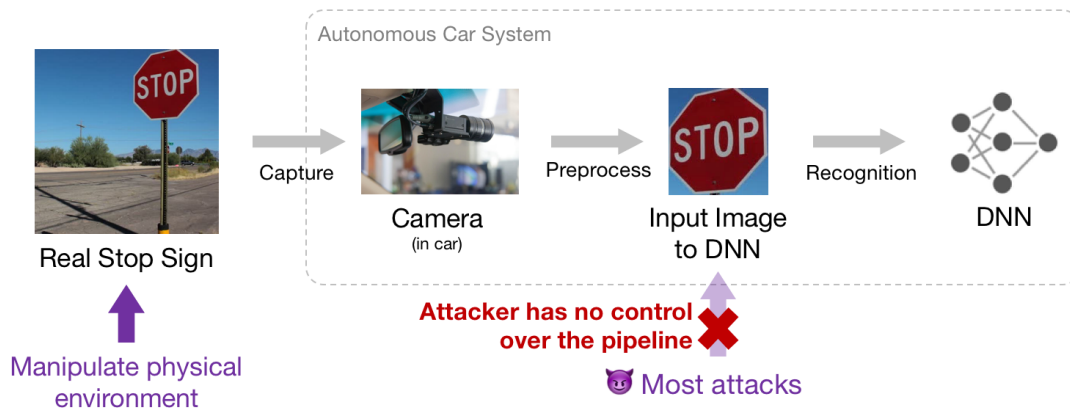 Autonomous Car System
STOP
STOP
Capture
Preprocess
Recognition
Camera
(in car)
Input Image
to DNN
DNN
Real Stop Sign
Attacker has no control
over the pipeline
Manipulate physical
environment
Most attacks